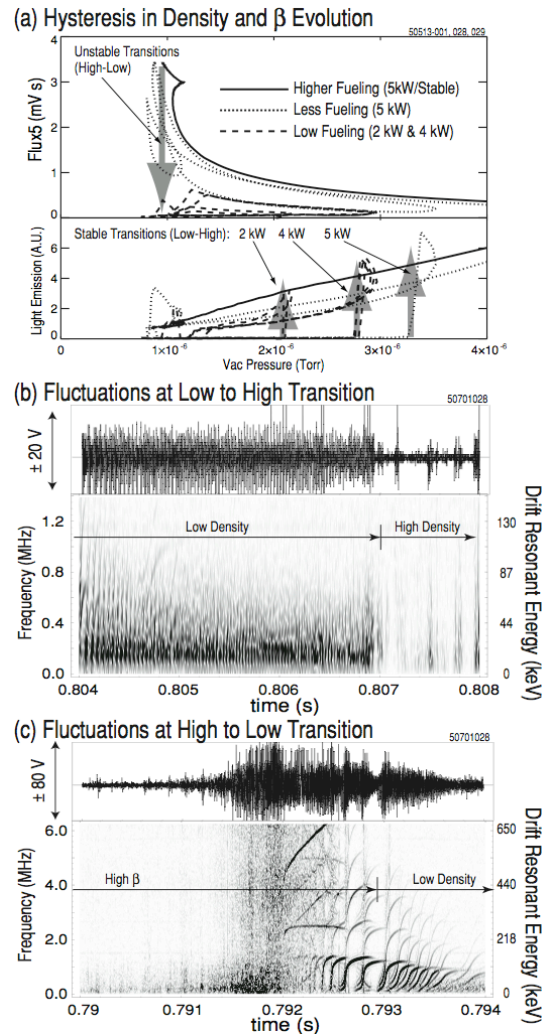 (a) Hysteresis in Density and β Evolution
50513-001, 028, 029
Unstable Transitions
(High-Low)
Higher Fueling (5kW/Stable)
Less Fueling (5 kW)
Low Fueling (2 kW & 4 kW)
Flux5 (mV s)
4
3
2
1
0
Stable Transitions (Low-High): 2 kW 4 kW 5 kW
Light Emission (A.U.)
6
4
2
0
0 1×10⁻⁶ 2×10⁻⁶ 3×10⁻⁶ 4×10⁻⁶
Vac Pressure (Torr)
(b) Fluctuations at Low to High Transition
50701028
± 20 V
Low Density
High Density
Frequency (MHz)
1.2
0.8
0.4
0.0
Drift Resonant Energy (keV)
130
87
44
0
0.804 0.805 0.806 0.807 0.808
time (s)
(c) Fluctuations at High to Low Transition
50701028
± 80 V
High β
Low Density
Frequency (MHz)
6.0
4.0
2.0
0.0
Drift Resonant Energy (keV)
650
440
218
0
0.79 0.791 0.792 0.793 0.794
time (s)